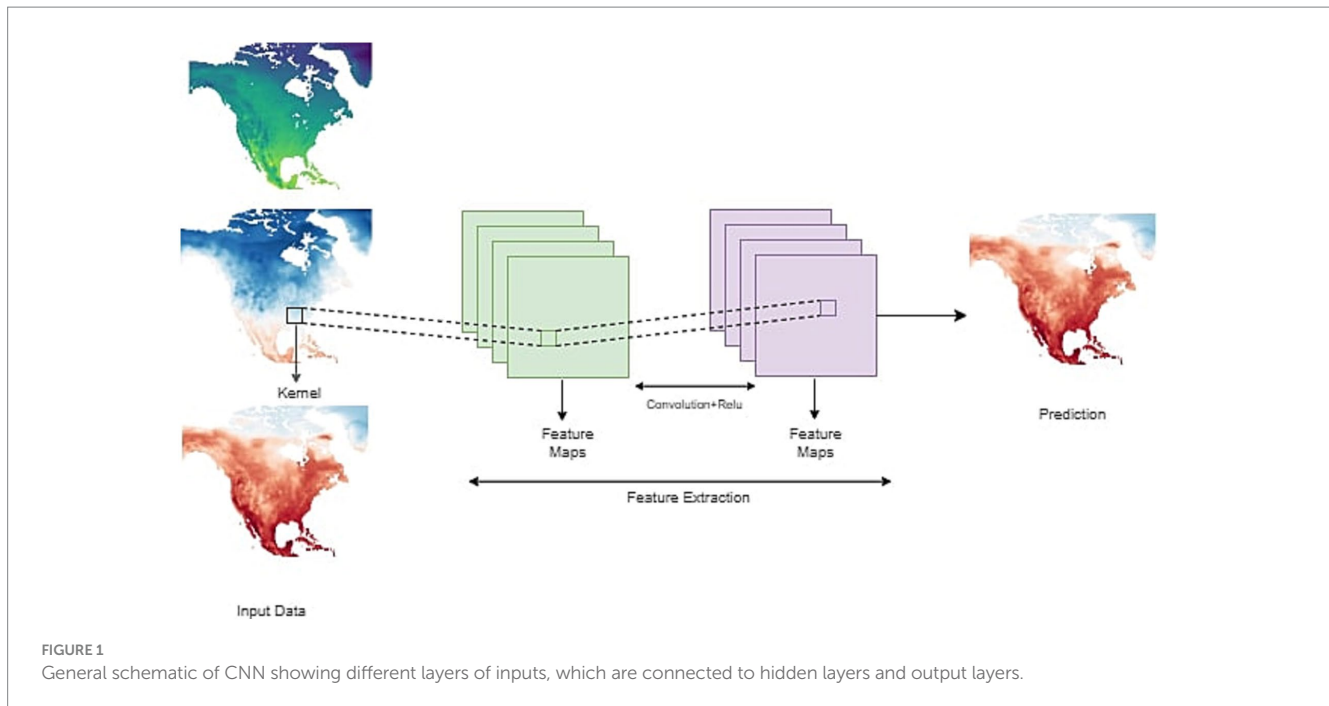 Kernel
Input Data
Feature
Maps
Convolution+Relu
Feature
Maps
Feature Extraction
Prediction
FIGURE 1
General schematic of CNN showing different layers of inputs, which are connected to hidden layers and output layers.